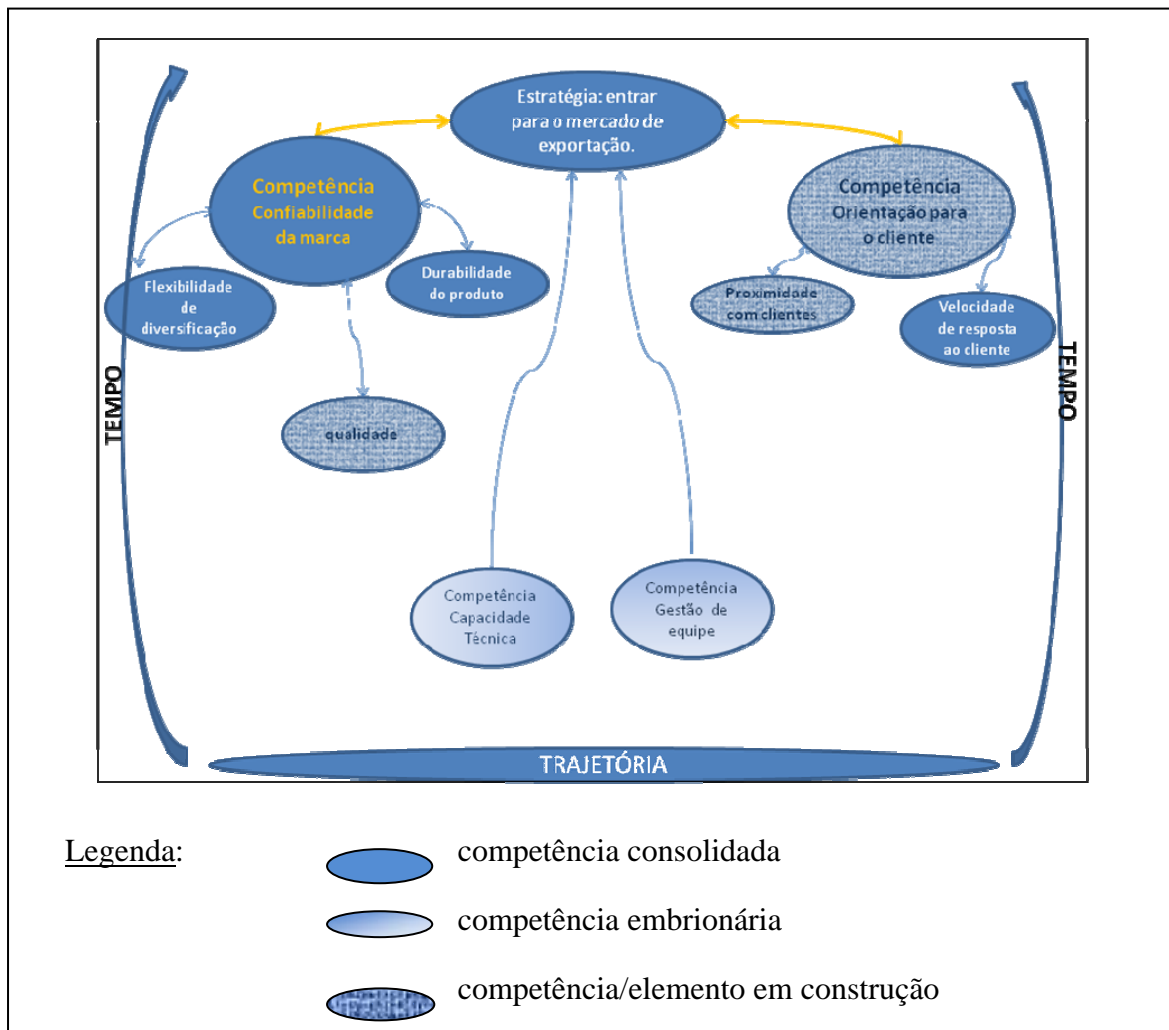 Estratégia: entrar
para o mercado de
exportação.
Competência
Confiabilidade
da marca
Competência
Orientação para
o cliente
Flexibilidade
de
diversificação
Durabilidade
do produto
Proximidade
com clientes
Velocidade
de resposta
ao cliente
TEMPO
TEMPO
qualidade
Competência
Capacidade
Técnica
Competência
Gestão de
equipe
TRAJETÓRIA
Legenda:
competência consolidada
competência embrionária
competência/elemento em construção